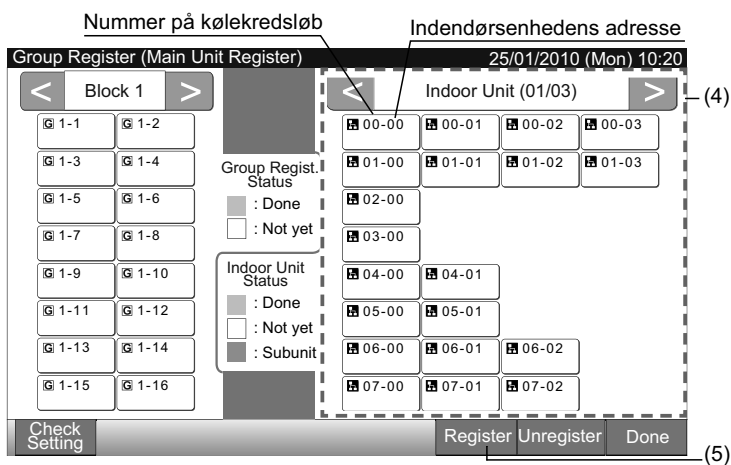 Nummer på kølekredsløb
Indendørsenhedens adresse
Group Register (Main Unit Register) 25/01/2010 (Mon) 10:20
< Block 1 >
< Indoor Unit (01/03) >
(4)
G 1-1 G 1-2
G 1-3 G 1-4
G 1-5 G 1-6
G 1-7 G 1-8
G 1-9 G 1-10
G 1-11 G 1-12
G 1-13 G 1-14
G 1-15 G 1-16
Group Regist.
Status
: Done
: Not yet
Indoor Unit
Status
: Done
: Not yet
: Subunit
00-00 00-01 00-02 00-03
01-00 01-01 01-02 01-03
02-00
03-00
04-00 04-01
05-00 05-01
06-00 06-01 06-02
07-00 07-01 07-02
Check
Setting
Register Unregister Done
(5)